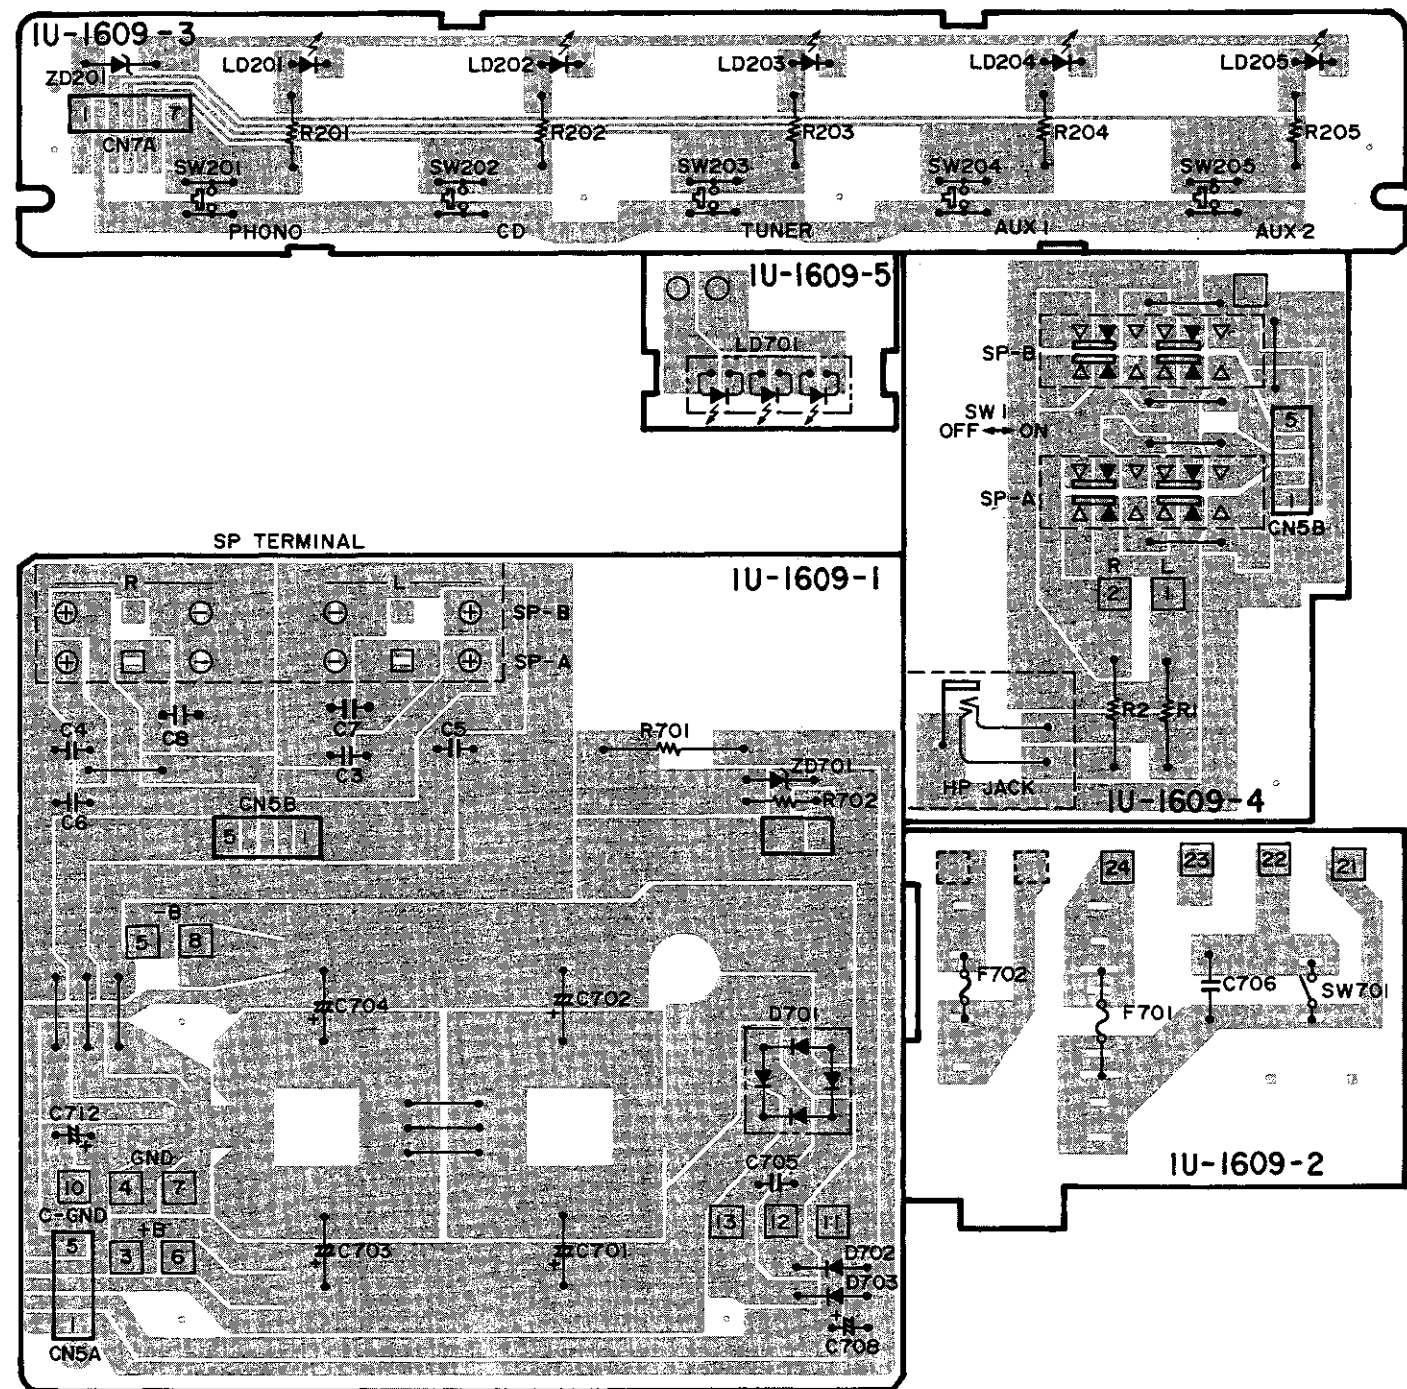 1U-1609-3
LD201 LD202 LD203 LD204 LD205
ZD201
1 7
CN7A
R201 R202 R203 R204 R205
SW201 SW202 SW203 SW204 SW205
PHONO CD TUNER AUX 1 AUX 2
1U-1609-5
LD701
SP-B
SW1
OFF ON
5
SP-A
1
CN5B
R L
2 1
R2 R1
HP JACK
1U-1609-4
SP TERMINAL
1U-1609-1
R L
SP-B
SP-A
C4 C8 C7 C5
C3
C6
R701
ZD701
R702
CN5B
5 1
-B
5 8
C704 C702
D701
C712
GND
10 4 7
C-GND
+B
5 3 6
1
CN5A
C703 C701
C705
13 12 11
D702
D703
C708
24 23 22 21
F702 F701 C706 SW701
1U-1609-2